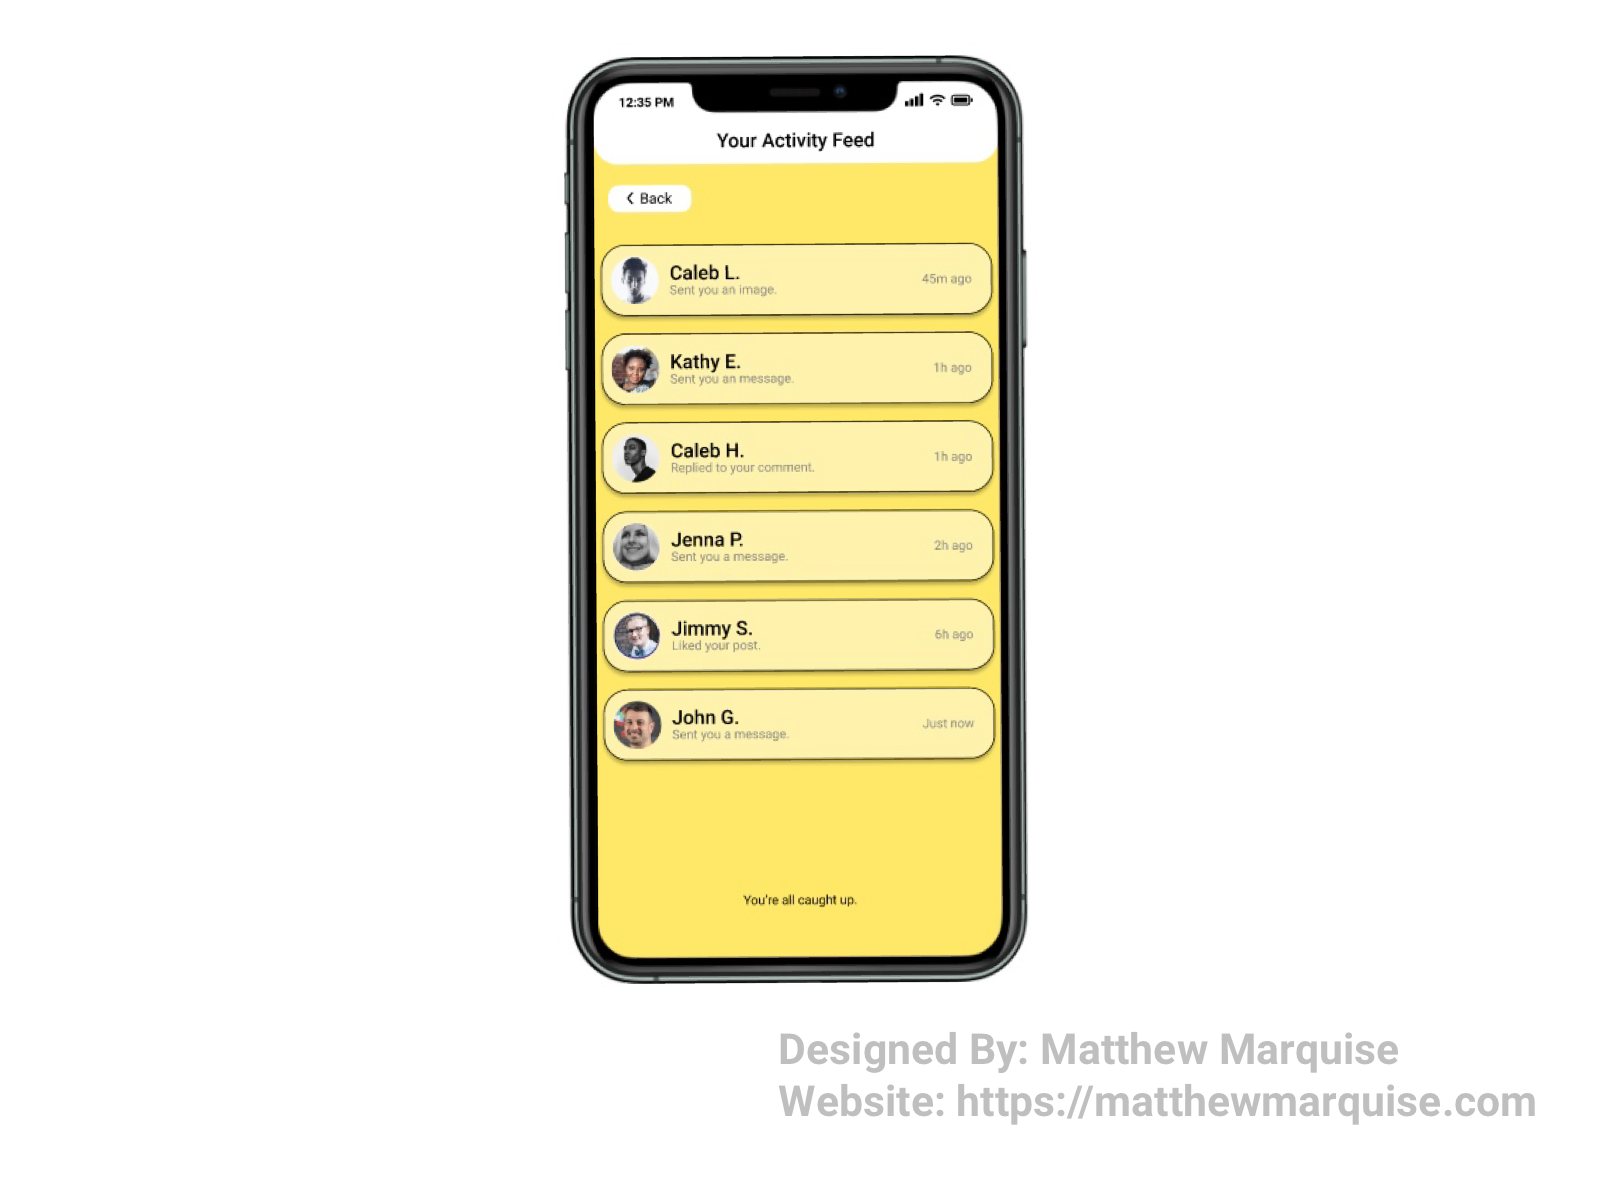 12:35 PM
Your Activity Feed
Back
Caleb L.
Sent you an image.
45m ago
Kathy E.
Sent you an message.
1h ago
Caleb H.
Replied to your comment.
1h ago
Jenna P.
Sent you a message.
2h ago
Jimmy S.
Liked your post.
6h ago
John G.
Sent you a message.
Just now
You're all caught up.
Designed By: Matthew Marquise
Website: https://matthewmarquise.com